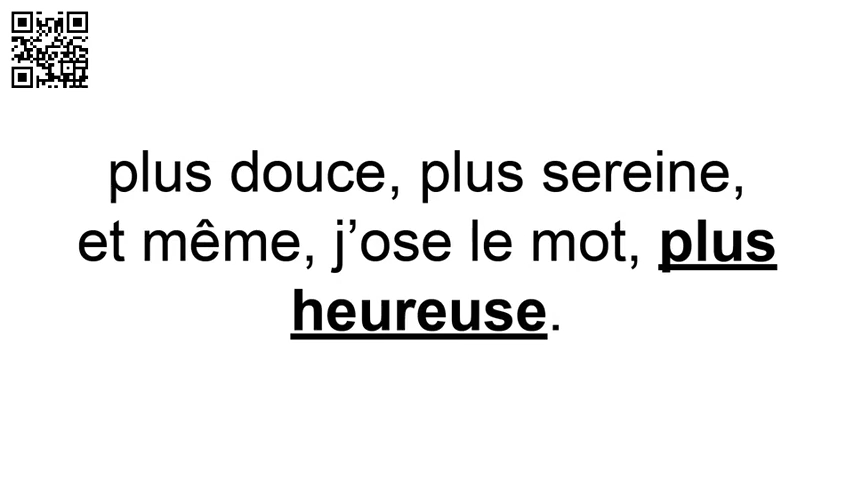 plus douce, plus sereine,
et même, j’ose le mot, plus
heureuse.